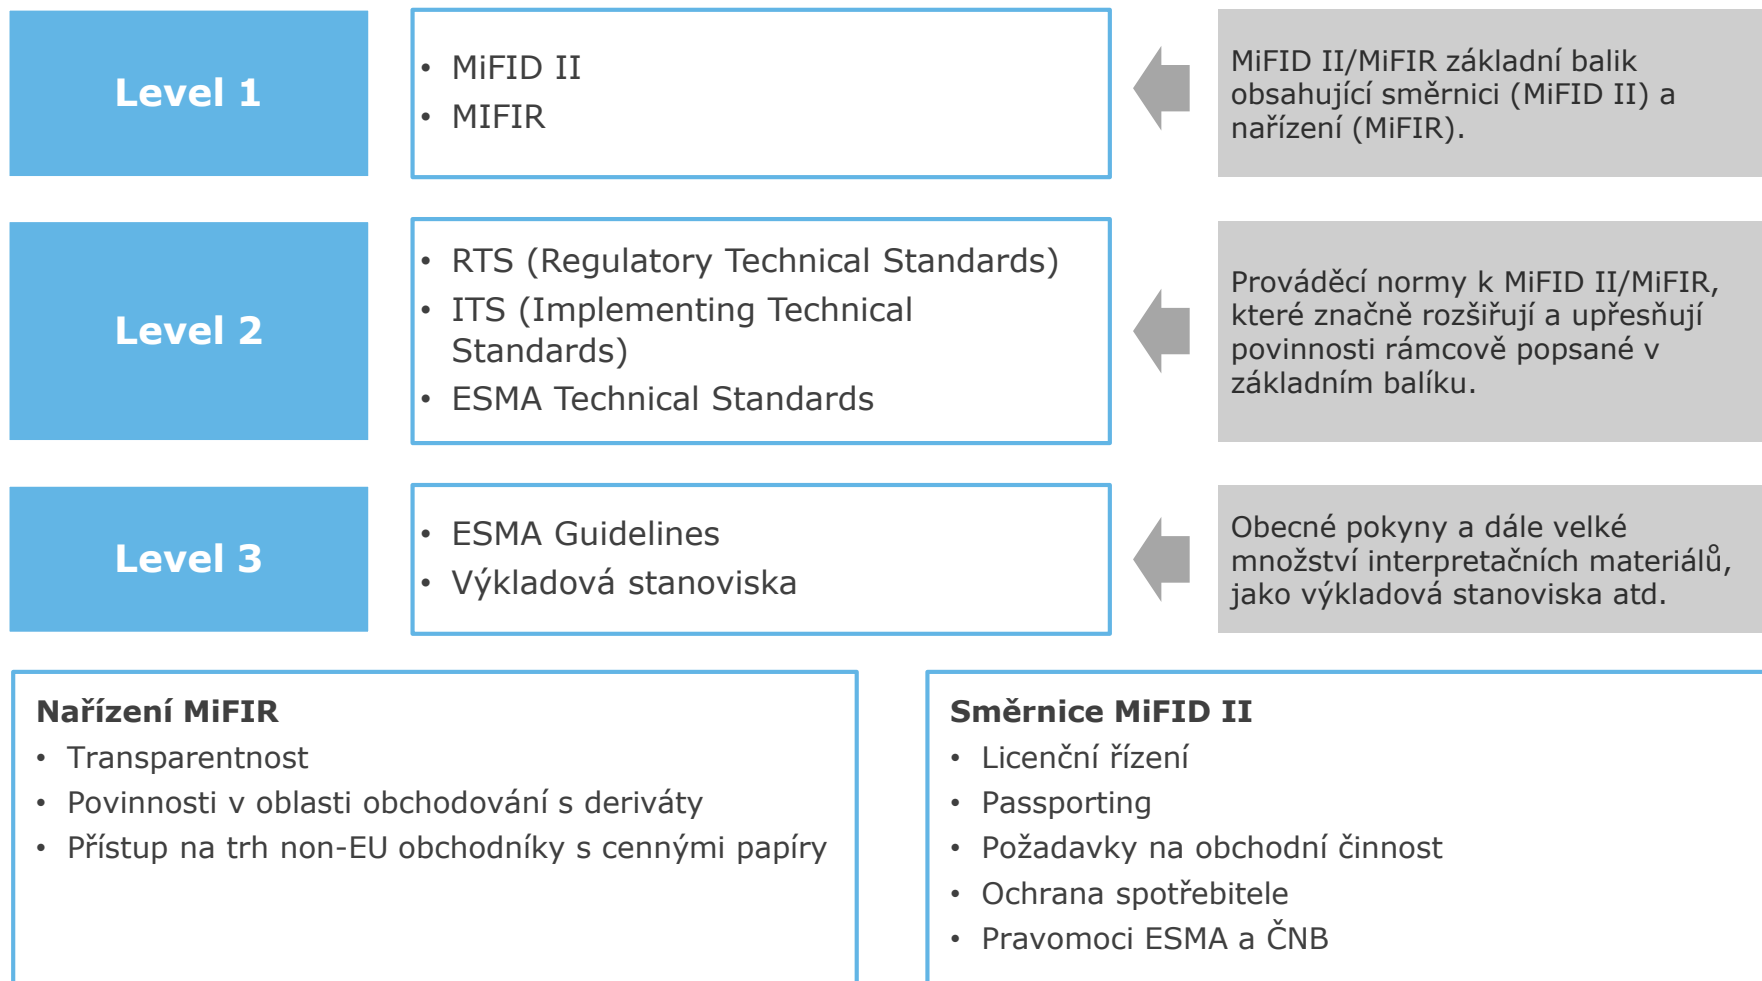 Level 1
• MiFID II
• MIFIR
MiFID II/MiFIR základní balik
obsahující směrnici (MiFID II) a
nařízení (MiFIR).
Level 2
• RTS (Regulatory Technical Standards)
• ITS (Implementing Technical
Standards)
• ESMA Technical Standards
Prováděcí normy k MiFID II/MiFIR,
které značně rozšiřují a upřesňují
povinnosti rámcově popsané v
základním balíku.
Level 3
• ESMA Guidelines
• Výkladová stanoviska
Obecné pokyny a dále velké
množství interpretačních materiálů,
jako výkladová stanoviska atd.
Nařízení MiFIR
• Transparentnost
• Povinnosti v oblasti obchodování s deriváty
• Přístup na trh non-EU obchodníky s cennými papíry
Směrnice MiFID II
• Licenční řízení
• Passporting
• Požadavky na obchodní činnost
• Ochrana spotřebitele
• Pravomoci ESMA a ČNB